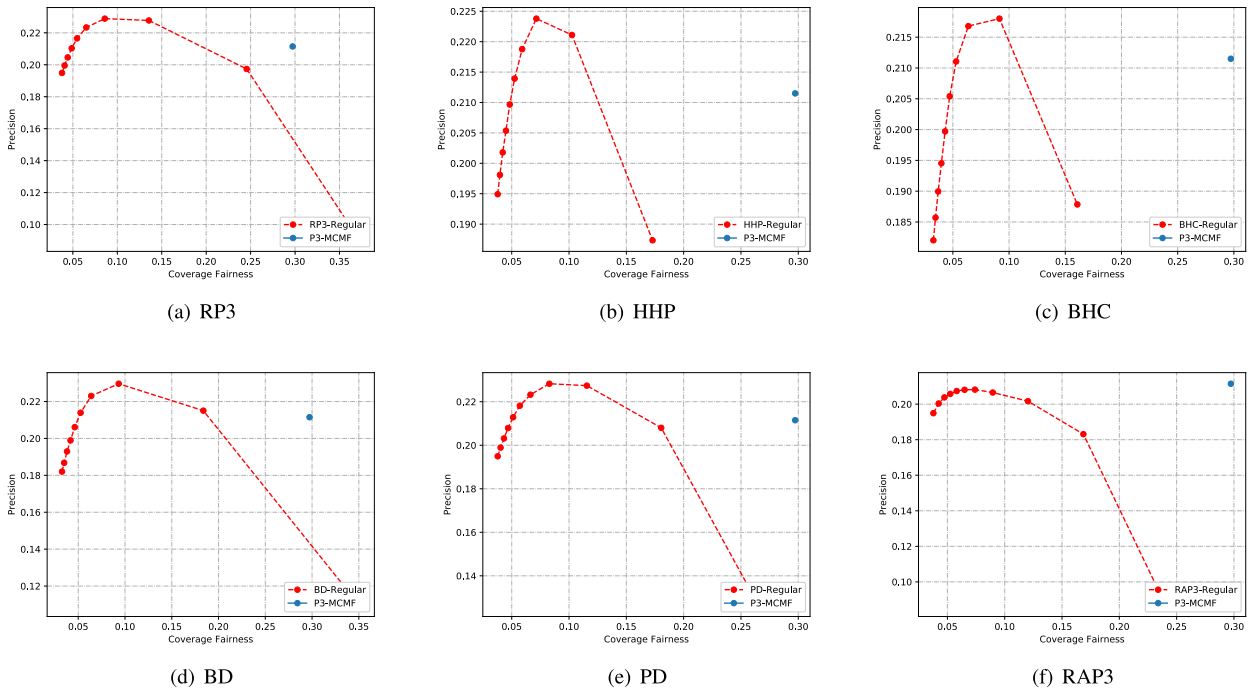 0.22
0.20
0.18
0.16
0.14
0.12
0.10
Precision
0.05 0.10 0.15 0.20 0.25 0.30 0.35
Coverage Fairness
RP3-Regular
P3-MCMF
(a) RP3
0.225
0.220
0.215
0.210
0.205
0.200
0.195
0.190
Precision
0.05 0.10 0.15 0.20 0.25 0.30
Coverage Fairness
HHP-Regular
P3-MCMF
(b) HHP
0.215
0.210
0.205
0.200
0.195
0.190
0.185
Precision
0.05 0.10 0.15 0.20 0.25 0.30
Coverage Fairness
BHC-Regular
P3-MCMF
(c) BHC
0.22
0.20
0.18
0.16
0.14
0.12
Precision
0.05 0.10 0.15 0.20 0.25 0.30 0.35
Coverage Fairness
BD-Regular
P3-MCMF
(d) BD
0.22
0.20
0.18
0.16
0.14
Precision
0.05 0.10 0.15 0.20 0.25 0.30
Coverage Fairness
PD-Regular
P3-MCMF
(e) PD
0.20
0.18
0.16
0.14
0.12
0.10
Precision
0.05 0.10 0.15 0.20 0.25 0.30
Coverage Fairness
RAP3-Regular
P3-MCMF
(f) RAP3